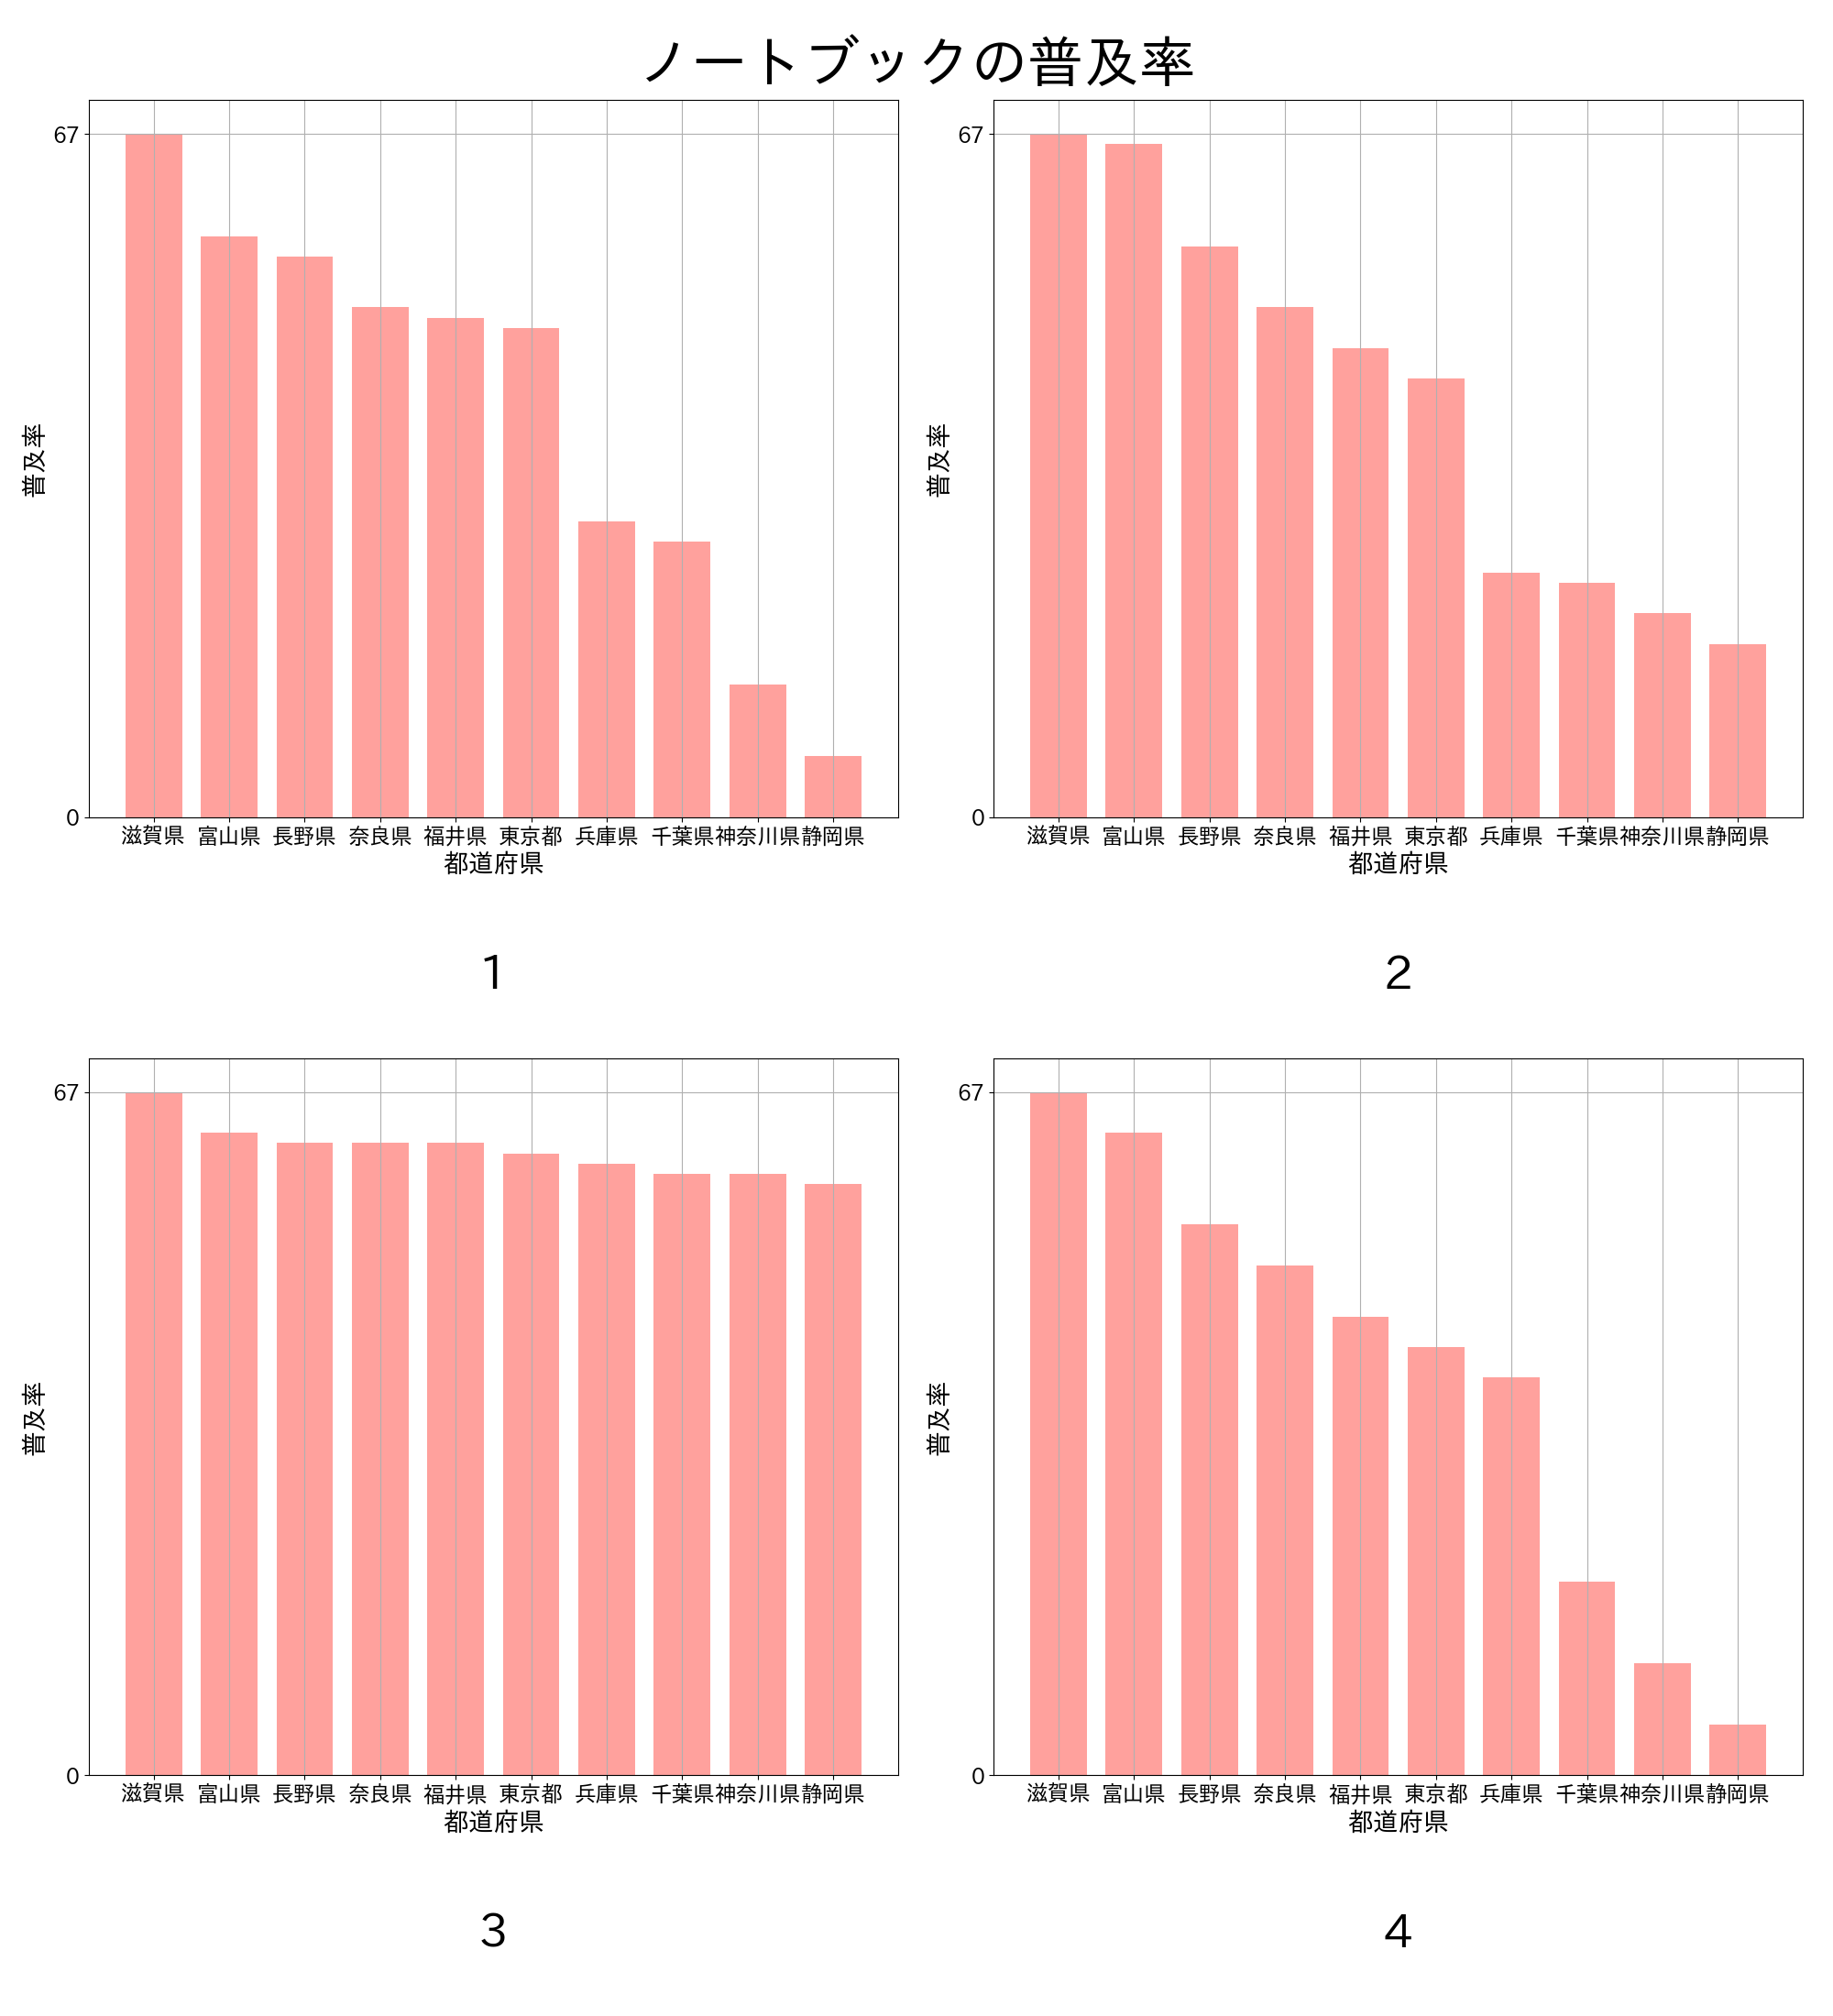 ノートブックの普及率
67
0
普及率
滋賀県 富山県 長野県 奈良県 福井県 東京都 兵庫県 千葉県 神奈川県 静岡県
都道府県
1
67
0
普及率
滋賀県 富山県 長野県 奈良県 福井県 東京都 兵庫県 千葉県 神奈川県 静岡県
都道府県
2
67
0
普及率
滋賀県 富山県 長野県 奈良県 福井県 東京都 兵庫県 千葉県 神奈川県 静岡県
都道府県
3
67
0
普及率
滋賀県 富山県 長野県 奈良県 福井県 東京都 兵庫県 千葉県 神奈川県 静岡県
都道府県
4